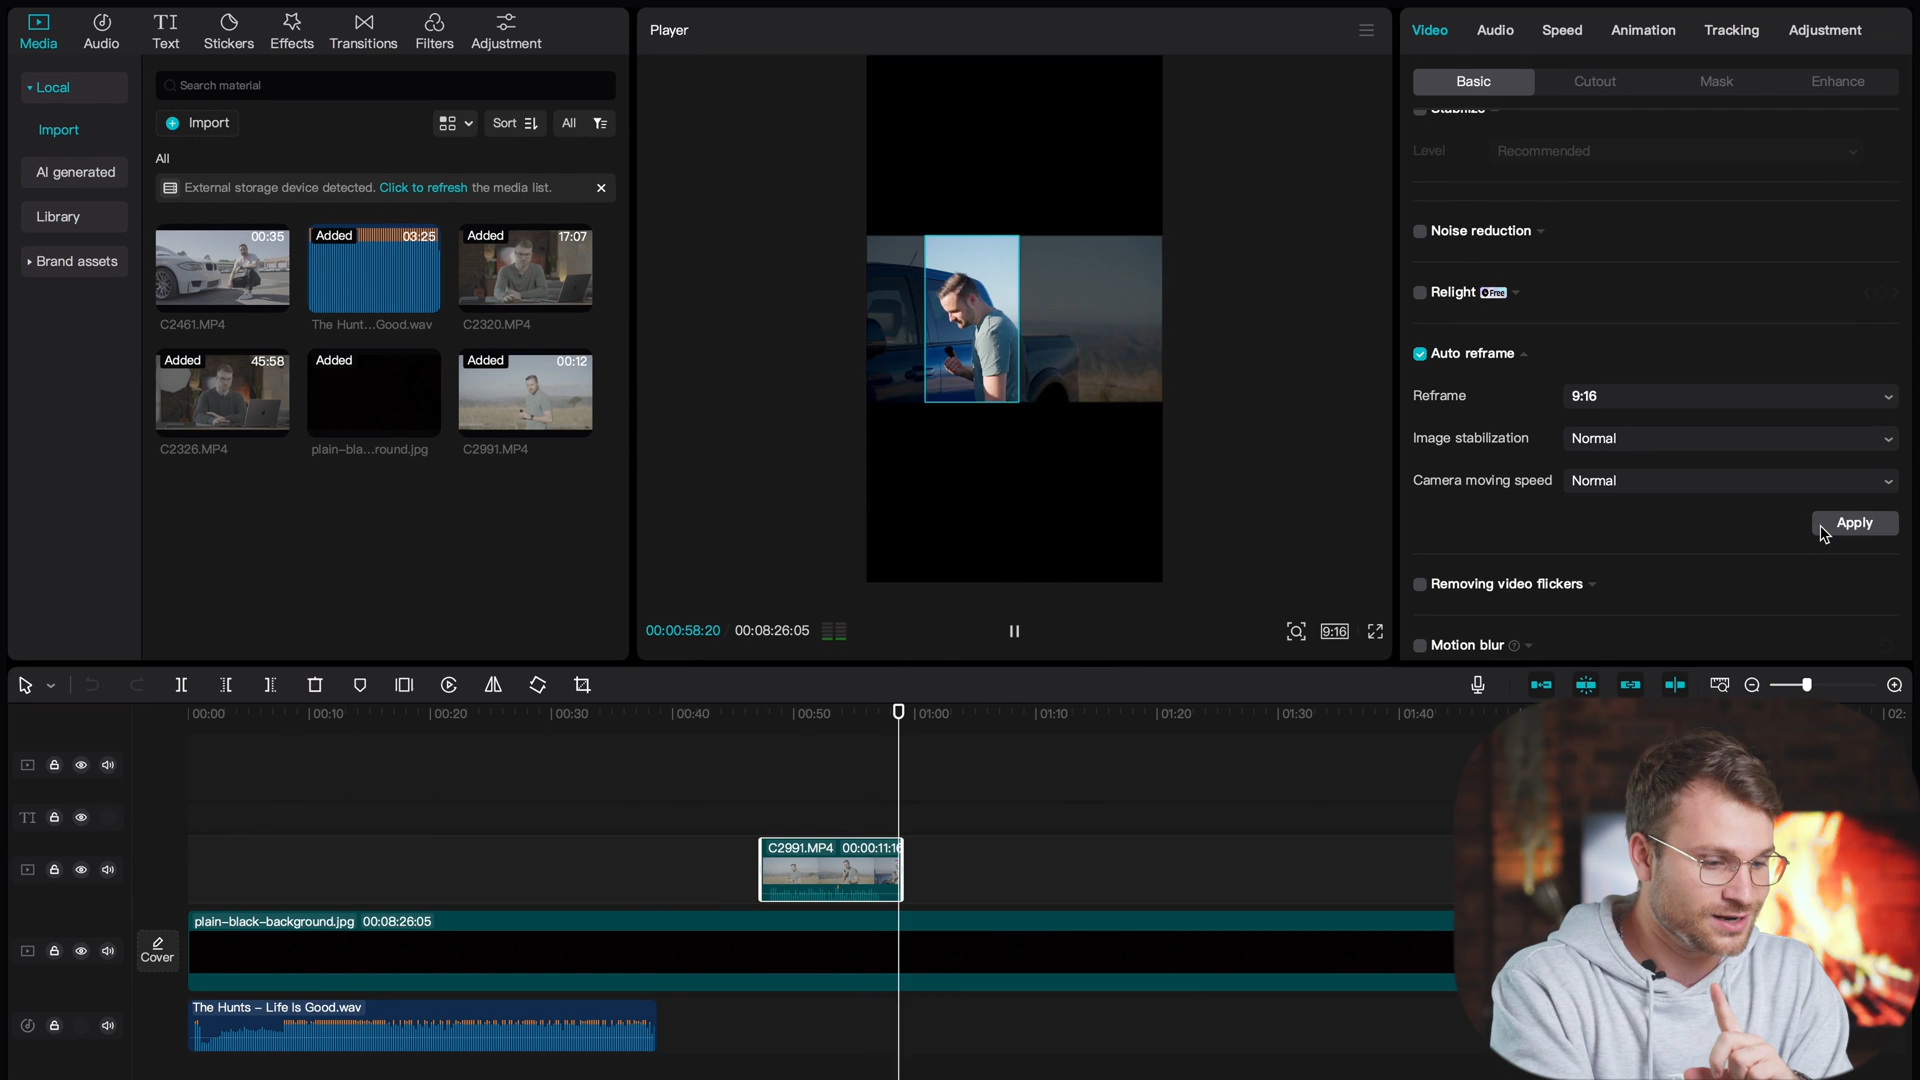 Media
Audio
Text
Stickers
Effects
Transitions
Filters
Adjustment
Local
Import
AI generated
Library
Brand assets
Search material
Import
Sort
All
All
External storage device detected. Click to refresh the media list.
00:35
C2461.MP4
Added 03:25
The Hunt...Good.wav
Added 17:07
C2320.MP4
Added 45:58
C2326.MP4
Added
plain-bla...round.jpg
Added 00:12
C2991.MP4
Player
00:00:58:20 00:08:26:05
9:16
Video
Audio
Speed
Animation
Tracking
Adjustment
Basic
Cutout
Mask
Enhance
Stabilize
Level Recommended
Noise reduction
Relight Free
Auto reframe
Reframe 9:16
Image stabilization Normal
Camera moving speed Normal
Apply
Removing video flickers
Motion blur
00:00 00:10 00:20 00:30 00:40 00:50 01:00 01:10 01:20 01:30 01:40 02:
TI
C2991.MP4 00:00:11:16
Cover
plain-black-background.jpg 00:08:26:05
The Hunts – Life Is Good.wav